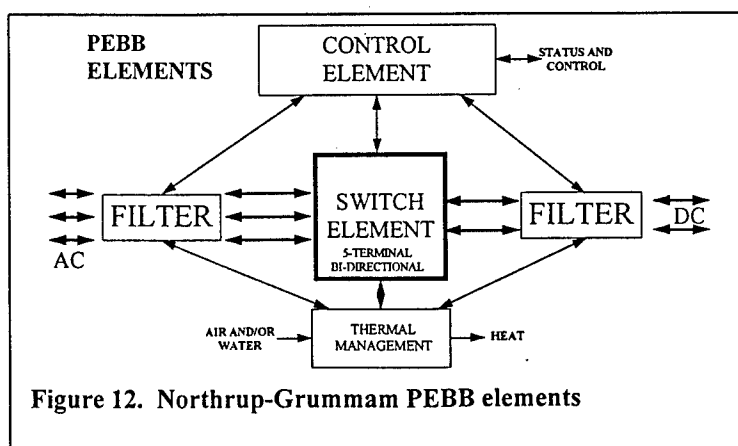 PEBB
ELEMENTS
CONTROL
ELEMENT
STATUS AND
CONTROL
FILTER
SWITCH
ELEMENT
5-TERMINAL
BI-DIRECTIONAL
FILTER
AC
DC
AIR AND/OR
WATER
THERMAL
MANAGEMENT
HEAT
Figure 12. Northrup-Grummam PEBB elements